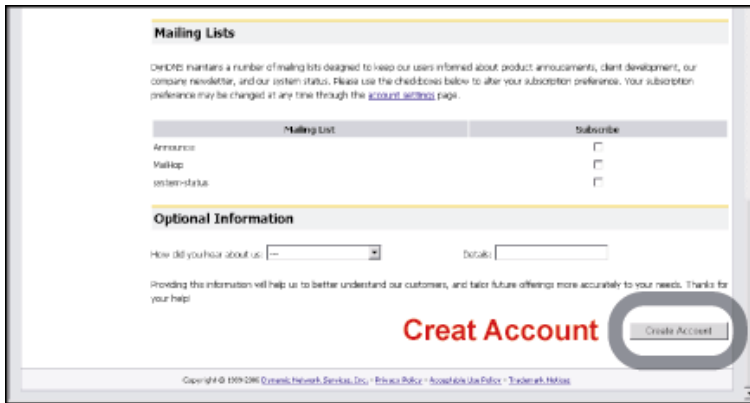 Mailing Lists
DynDNS maintains a number of mailing lists designed to keep our users informed about product annoucements, client development, our
company newsletter, and our system status. Please use the checkboxes below to alter your subscription preference. Your subscription
preference may be changed at any time through the account settings page.
Mailing List Subscribe
Announce
MailHop
system-status
Optional Information
How did you hear about us: --- Details:
Providing this information will help us to better understand our customers, and tailor future offerings more accurately to your needs. Thanks for
your help!
Creat Account Create Account
Copyright © 1999-2006 Dynamic Network Services, Inc. - Privacy Policy - Acceptable Use Policy - Trademark Notices